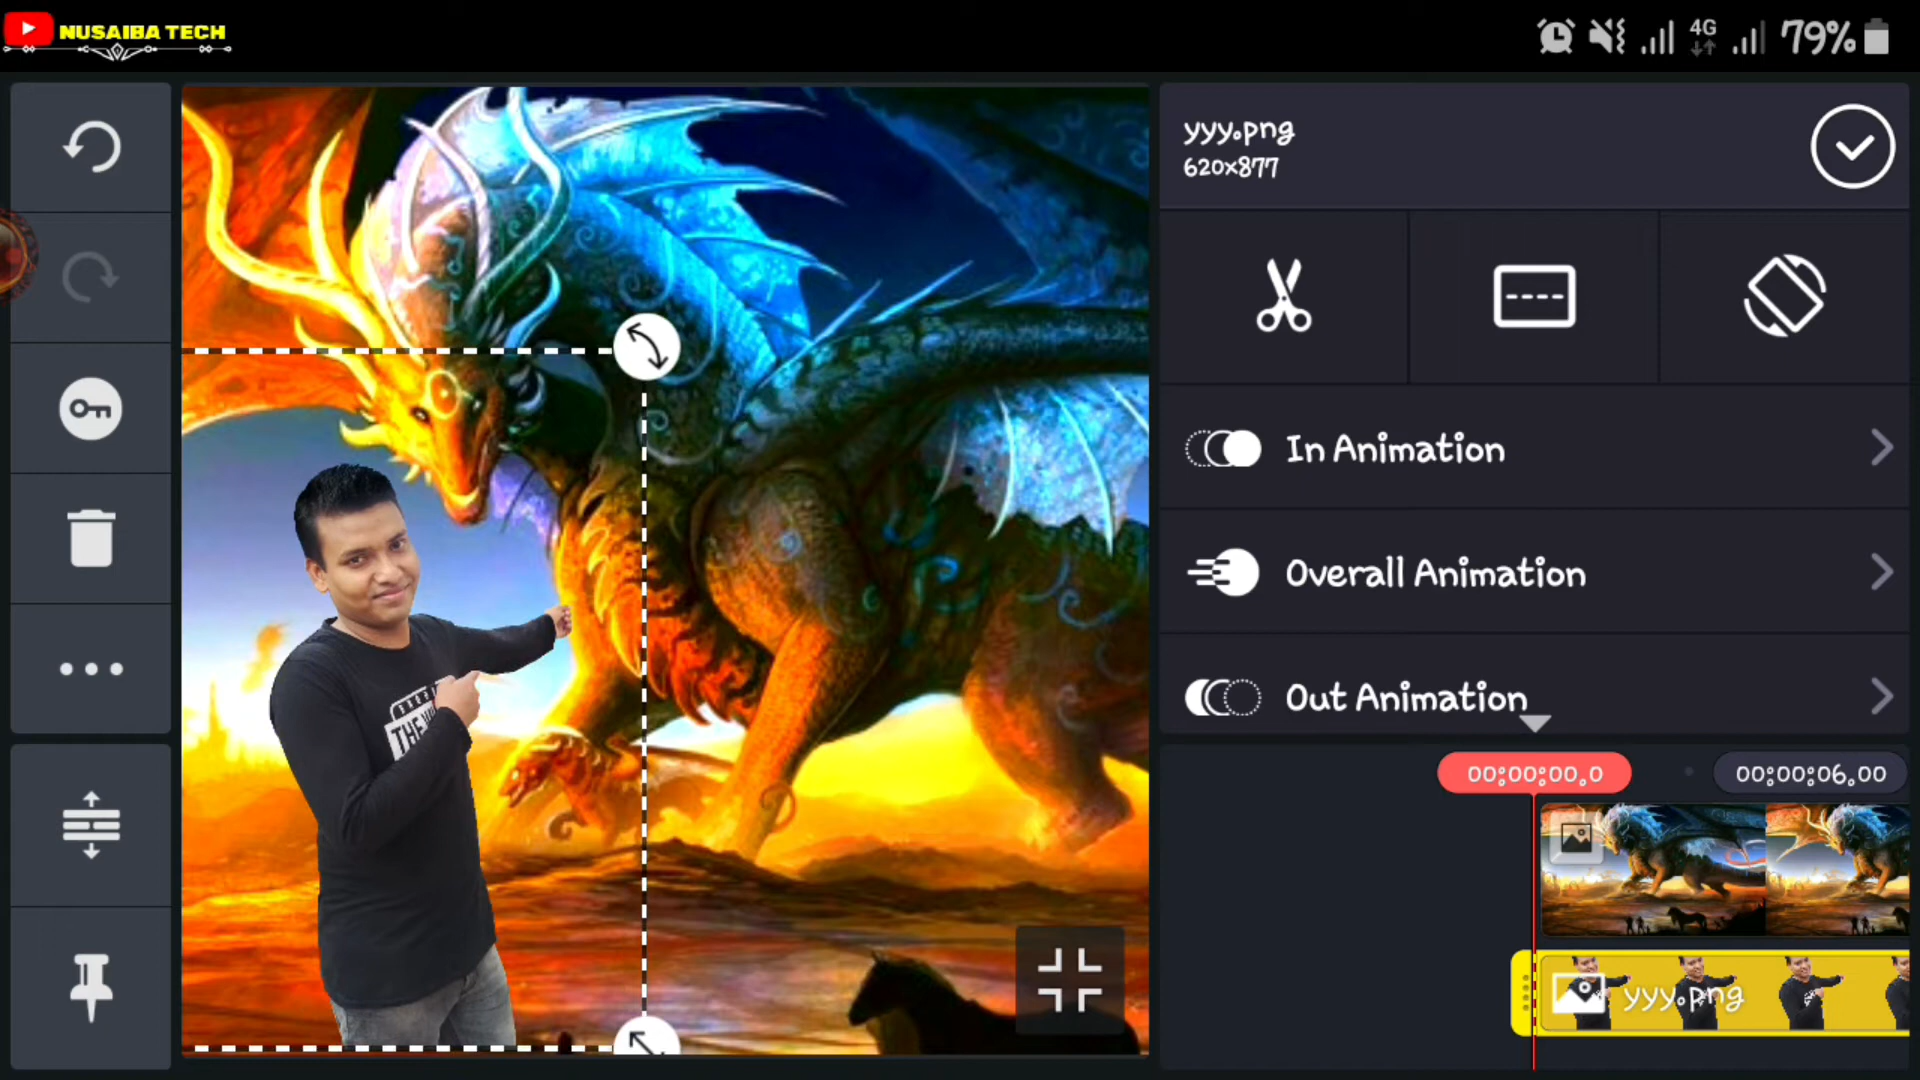 NUSAIBA TECH
4G
79%
yyy.png
620x877
In Animation
Overall Animation
Out Animation
00:00:00.0
00:00:06.00
yyy.png